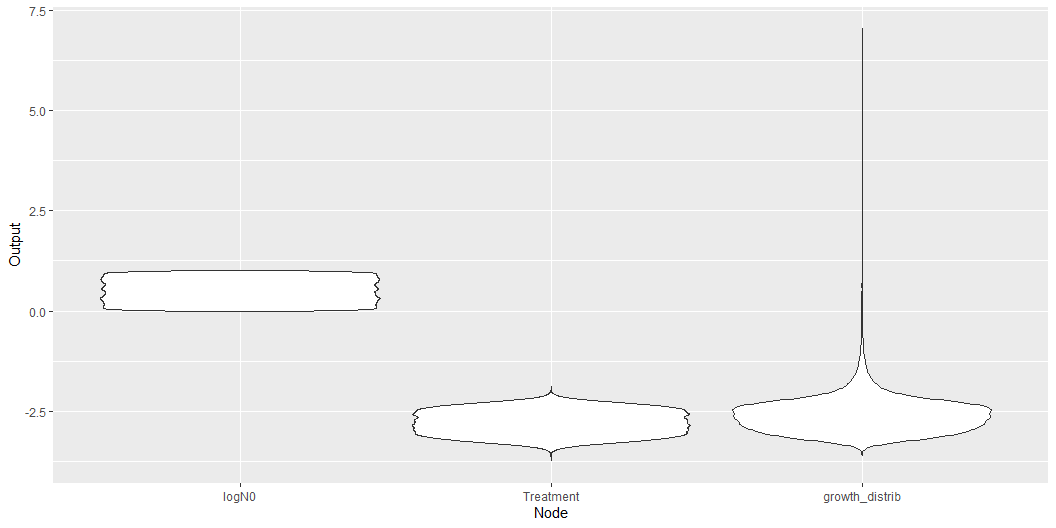 7.5
5.0
2.5
0.0
-2.5
Output
logN0
Treatment
growth_distrib
Node